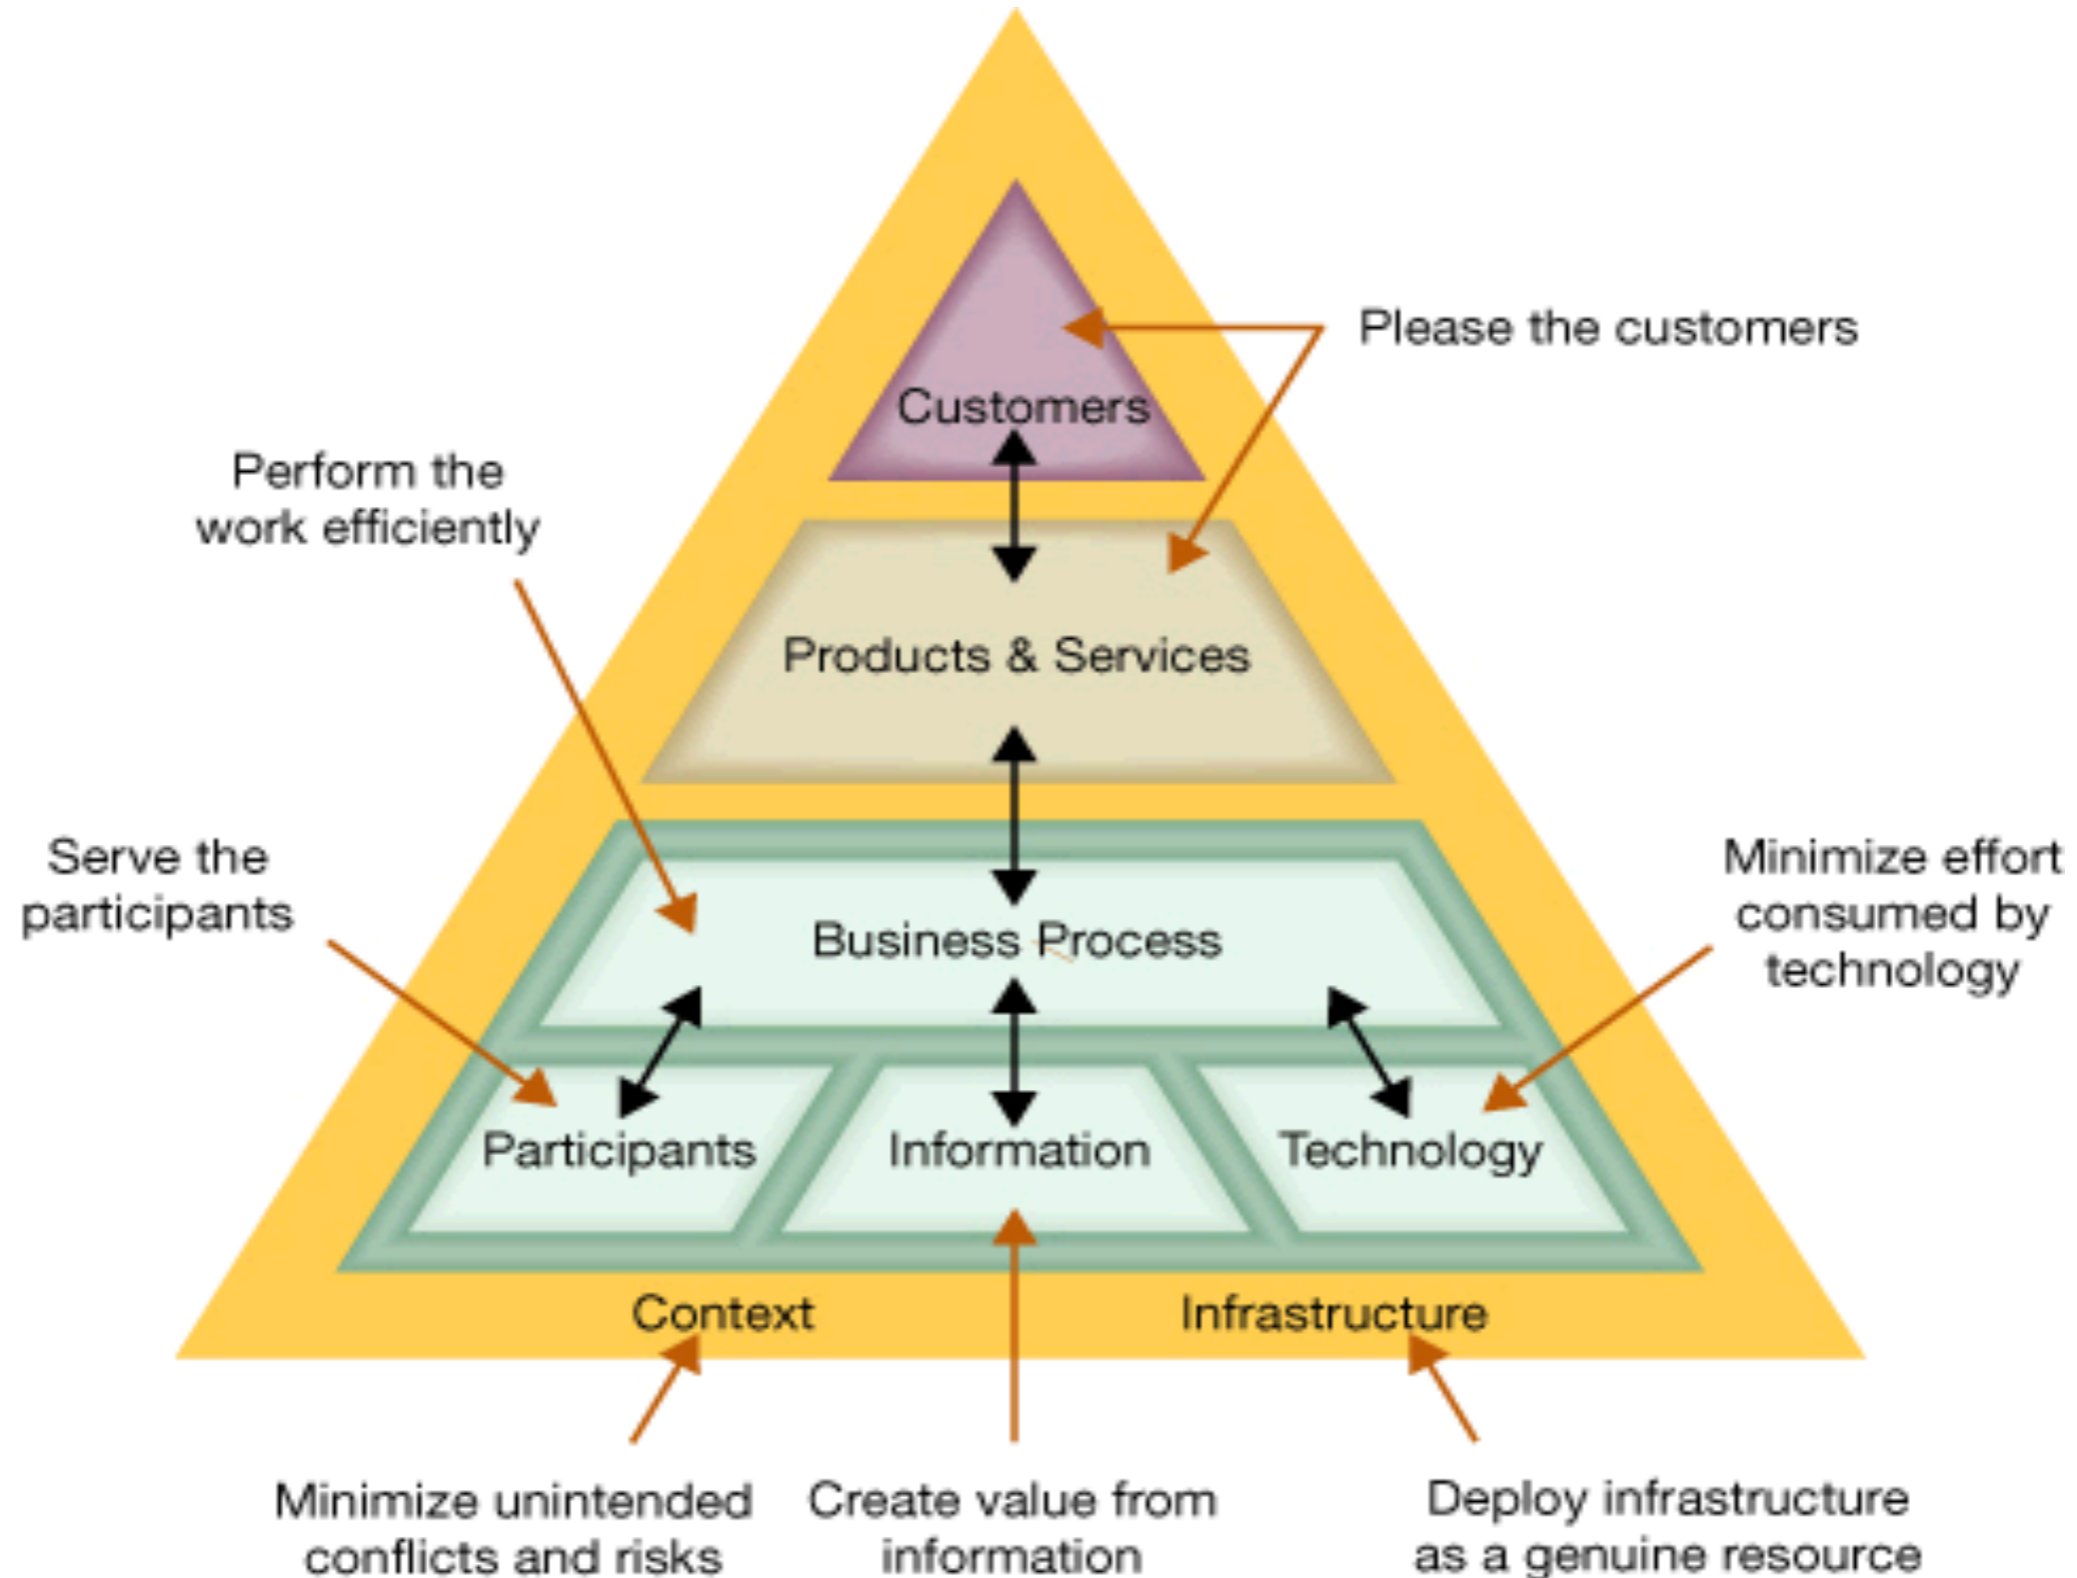 Please the customers
Customers
Perform the
work efficiently
Products & Services
Serve the
participants
Minimize effort
consumed by
technology
Business Process
Participants
Information
Technology
Context
Infrastructure
Minimize unintended
conflicts and risks
Create value from
information
Deploy infrastructure
as a genuine resource